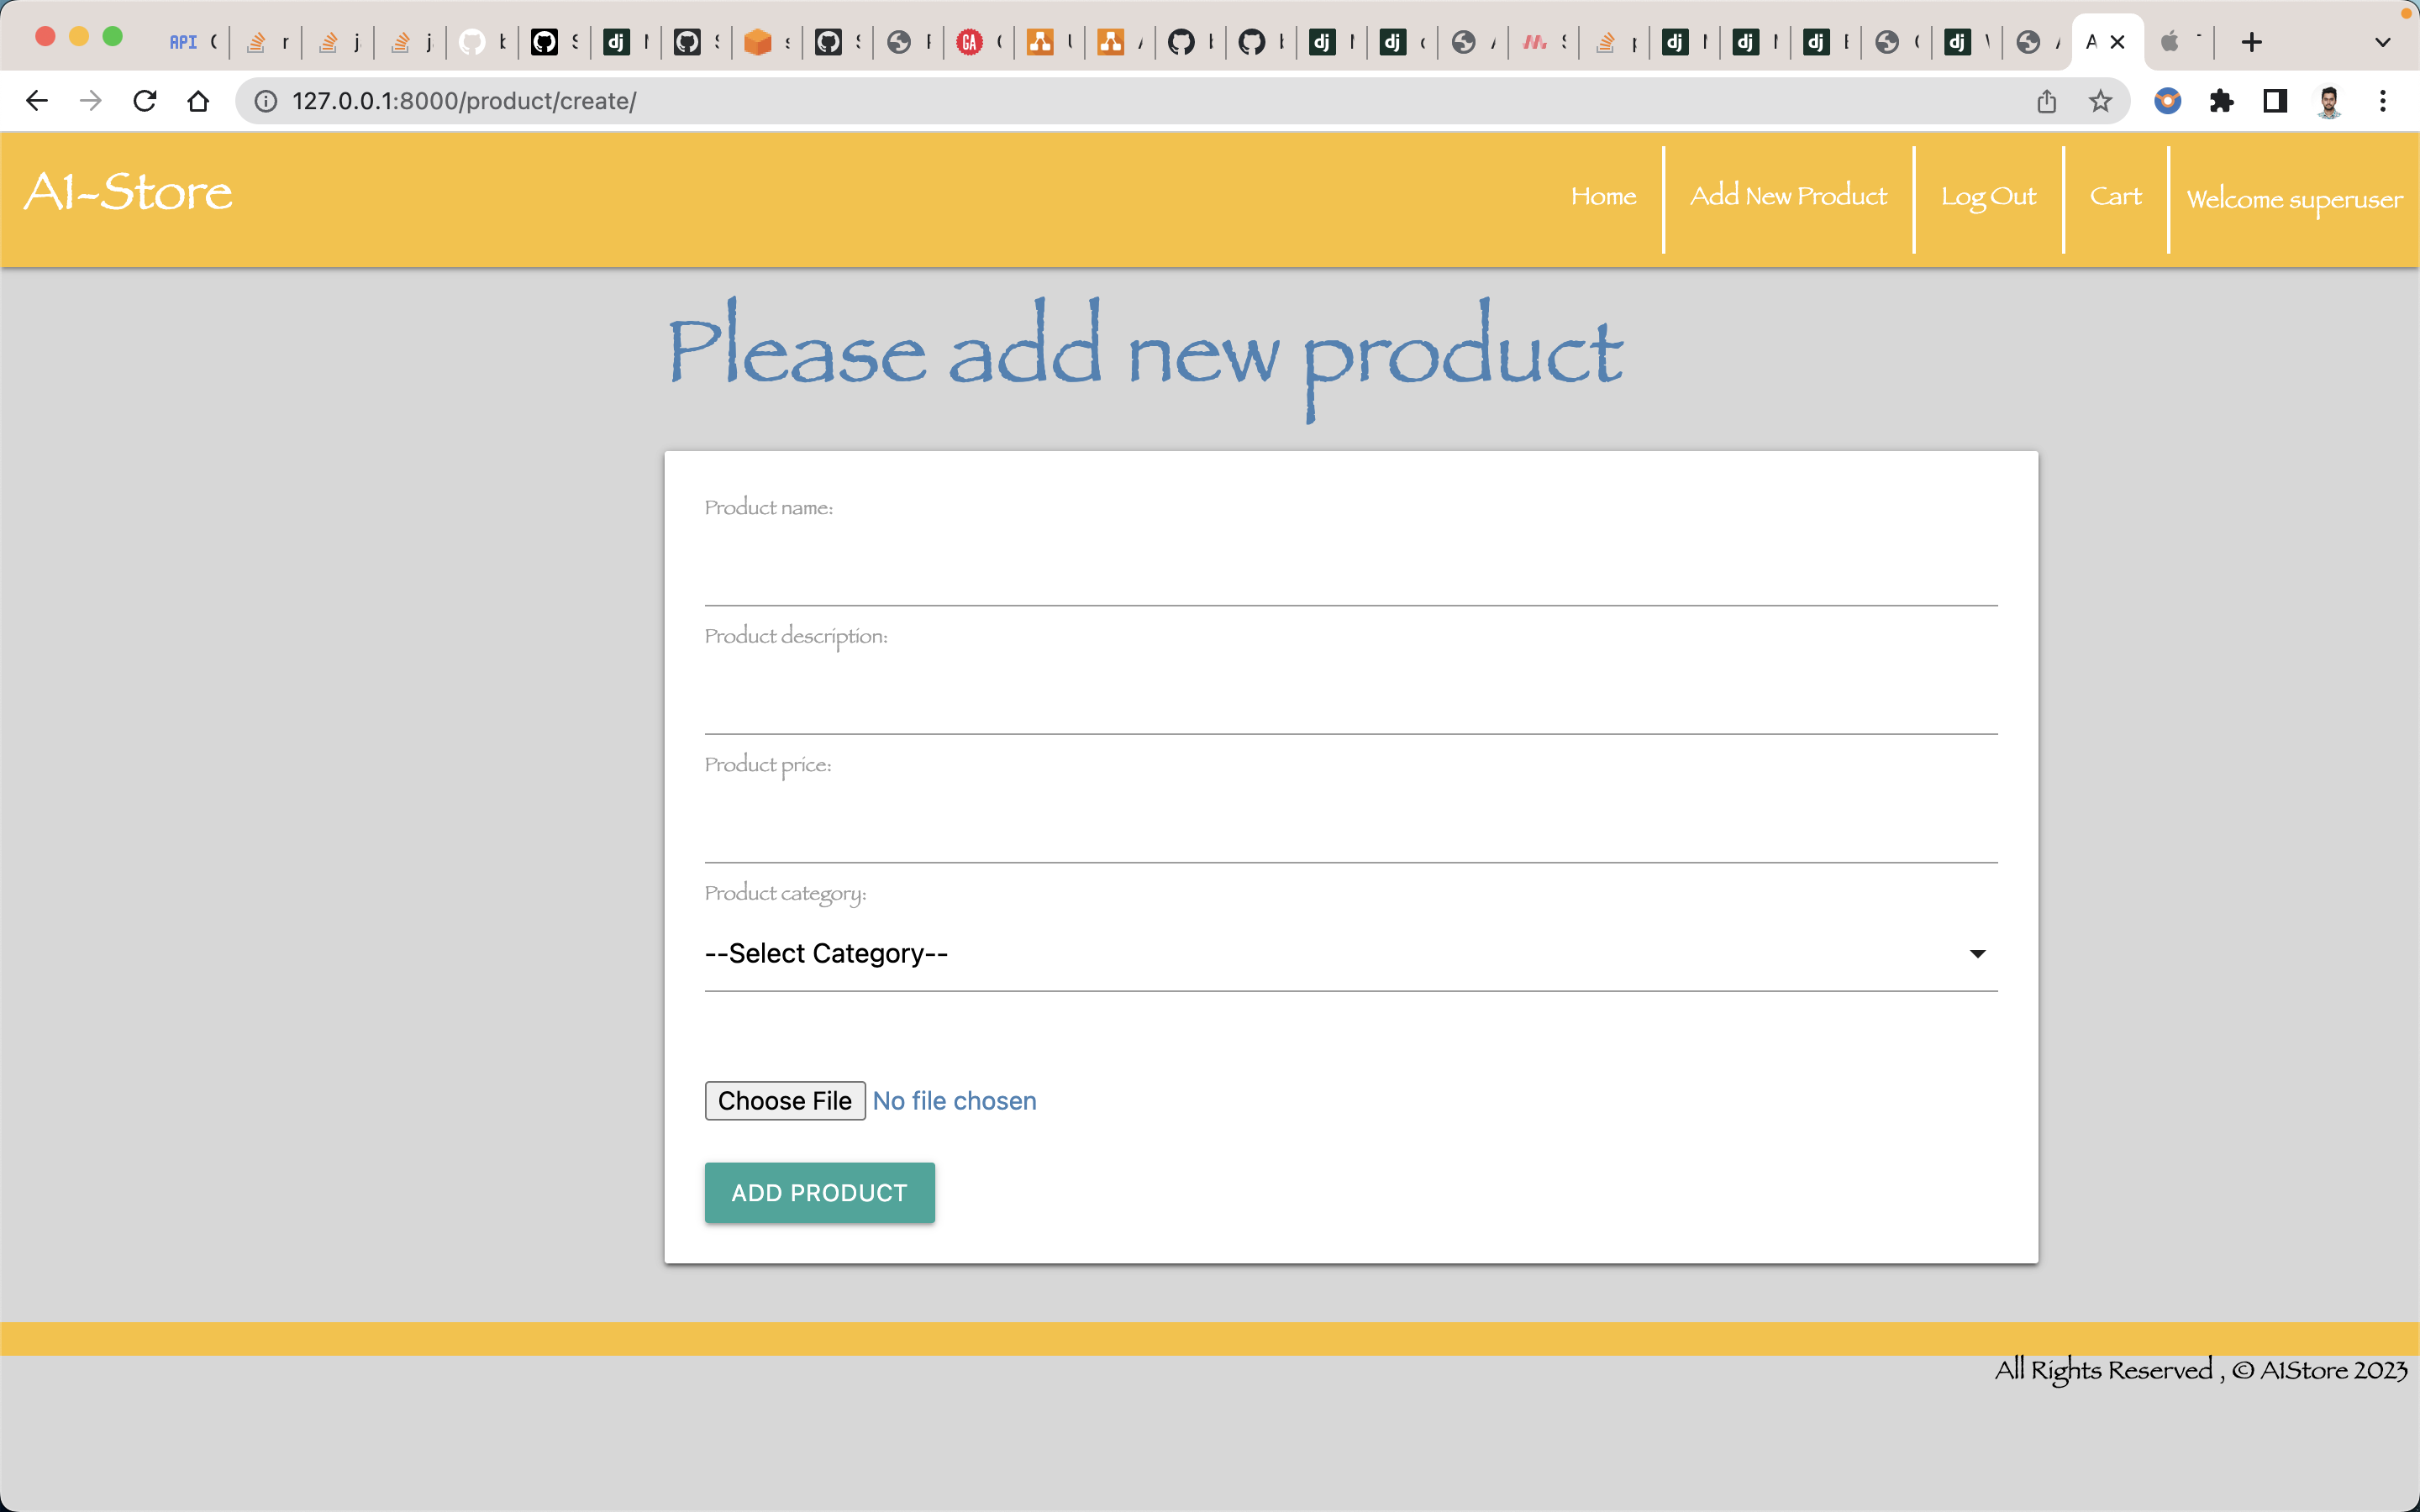 API
127.0.0.1:8000/product/create/
A1-Store
Home
Add New Product
Log Out
Cart
Welcome superuser
Please add new product
Product name:
Product description:
Product price:
Product category:
--Select Category--
Choose File No file chosen
ADD PRODUCT
All Rights Reserved , © A1Store 2023